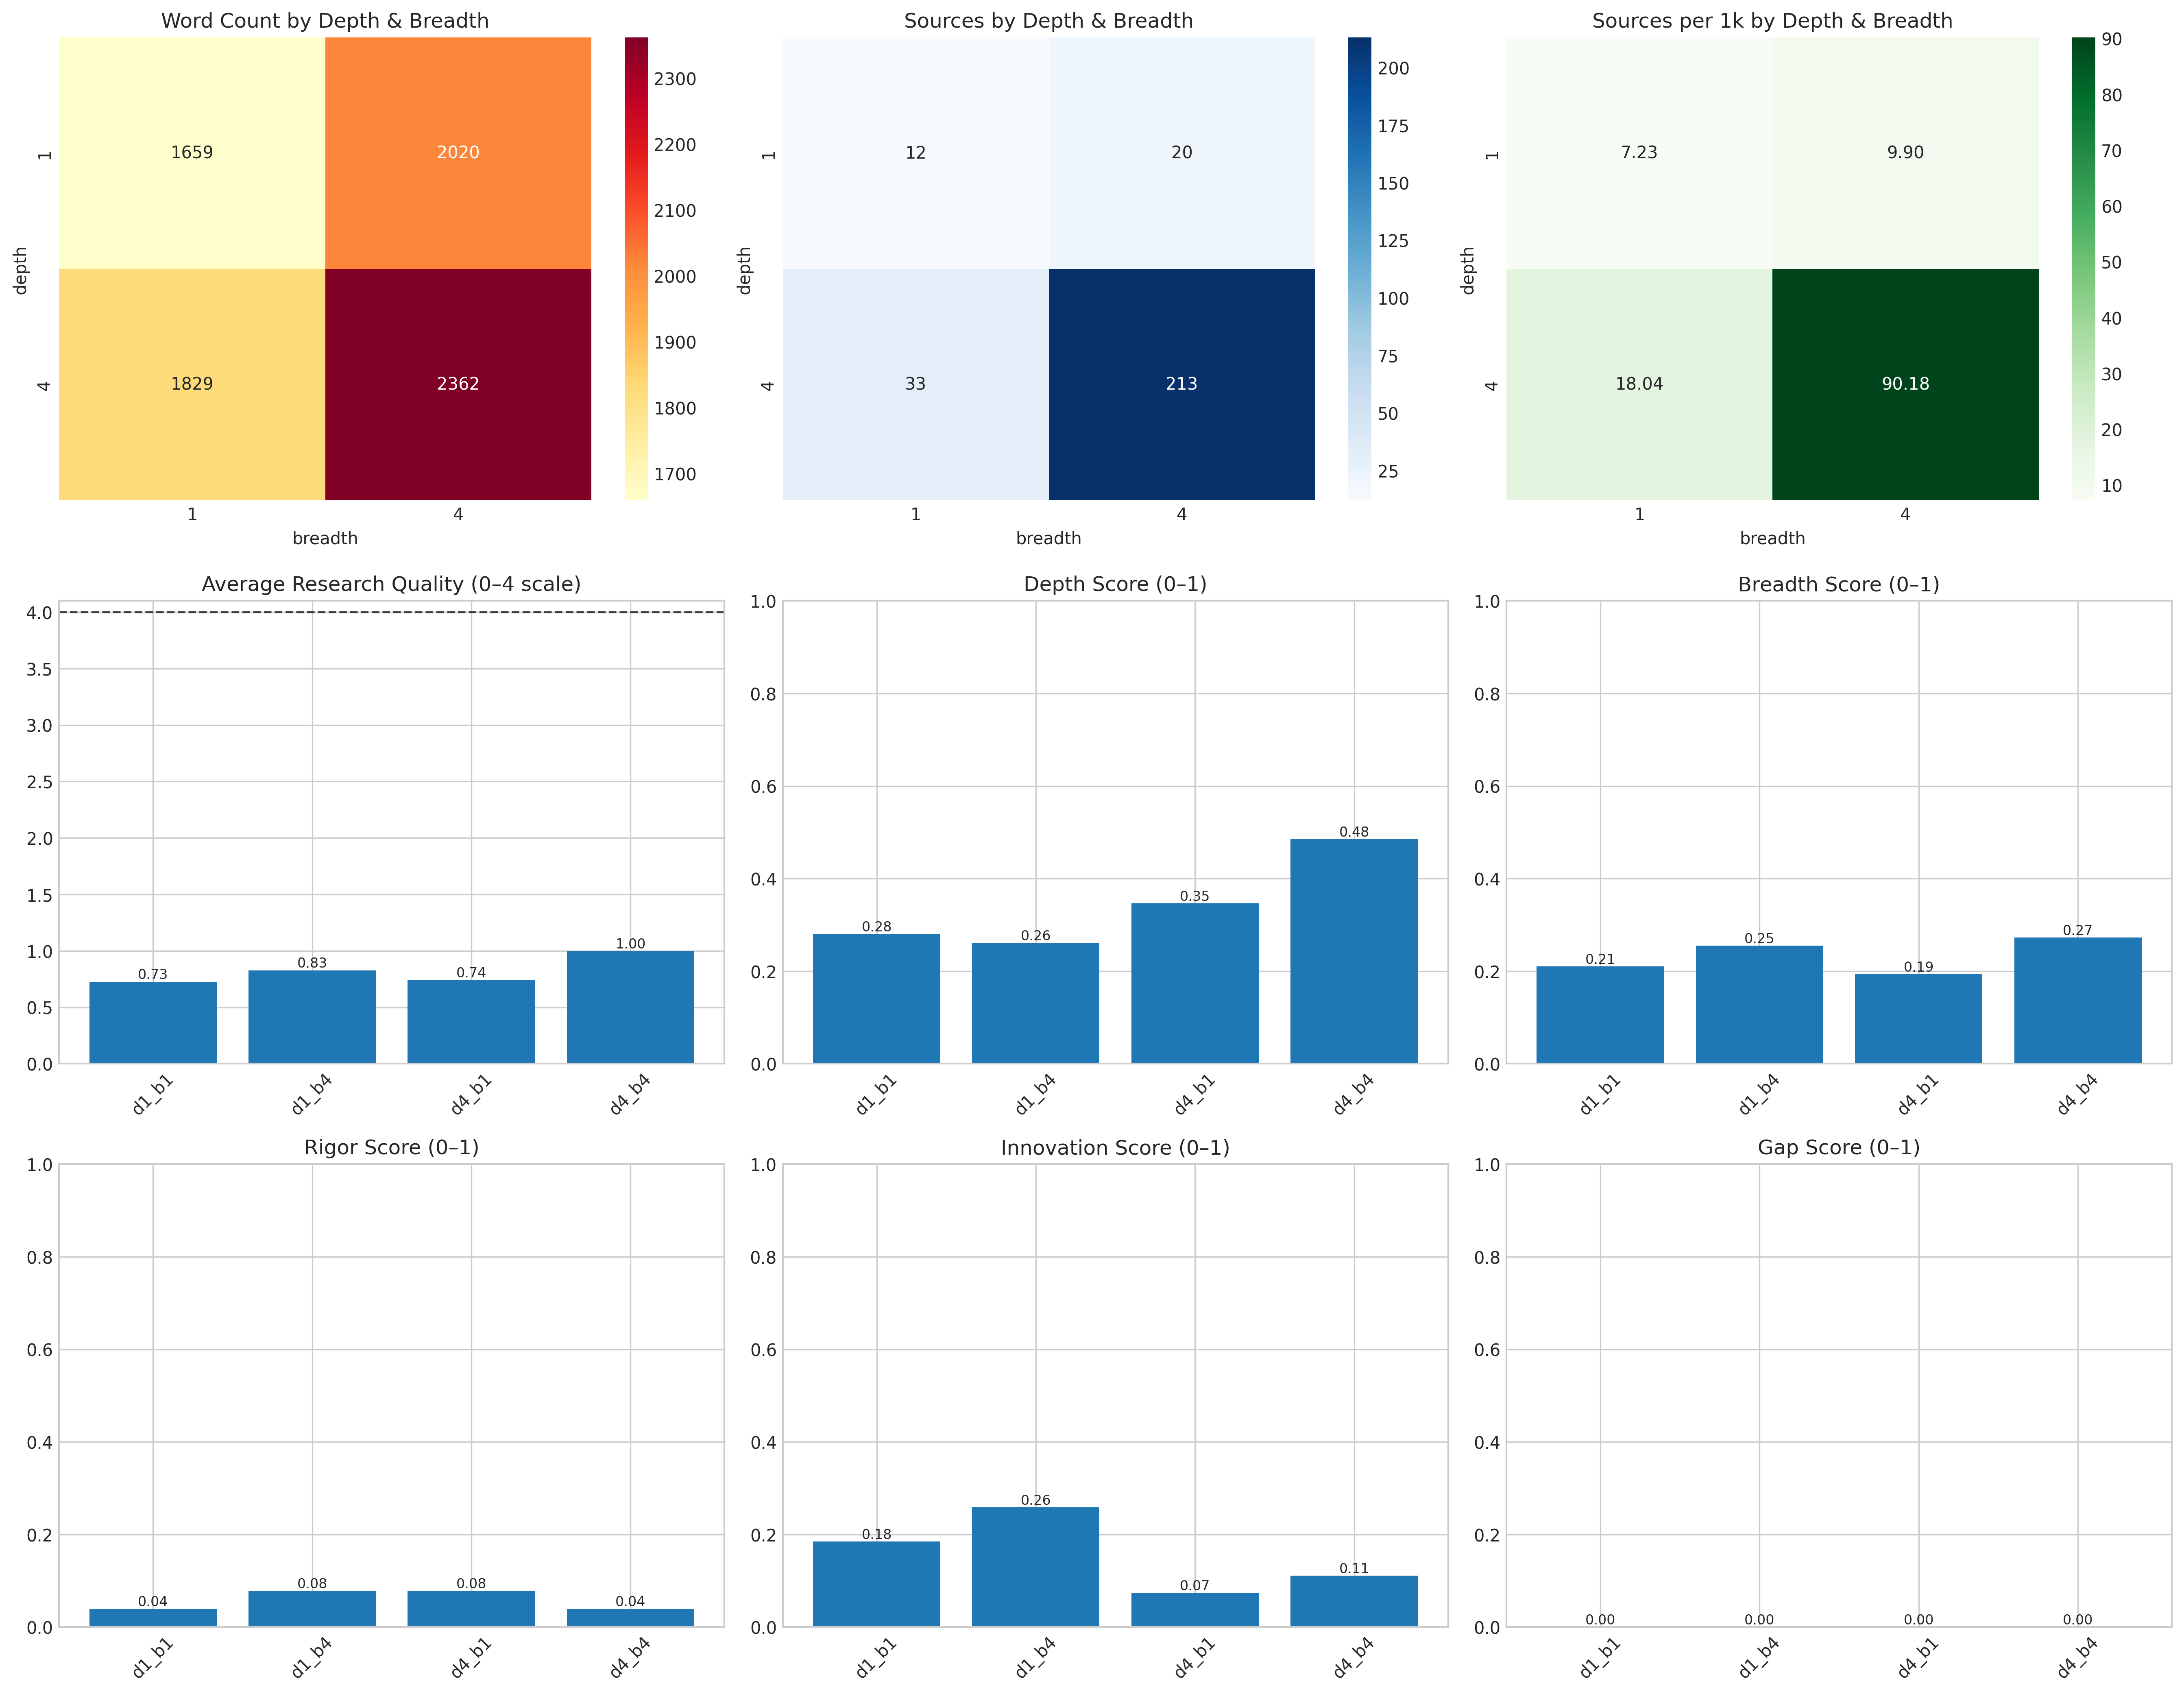 Word Count by Depth & Breadth
1659 2020
1829 2362
1 4
depth
1 4
breadth
2300
2200
2100
2000
1900
1800
1700
Sources by Depth & Breadth
12 20
33 213
1 4
depth
1 4
breadth
200
175
150
125
100
75
50
25
Sources per 1k by Depth & Breadth
7.23 9.90
18.04 90.18
1 4
depth
1 4
breadth
90
80
70
60
50
40
30
20
10
Average Research Quality (0–4 scale)
4.0
3.5
3.0
2.5
2.0
1.5
1.0
0.5
0.0
0.73 0.83 0.74 1.00
d1_b1 d1_b4 d4_b1 d4_b4
Depth Score (0–1)
1.0
0.8
0.6
0.4
0.2
0.0
0.28 0.26 0.35 0.48
d1_b1 d1_b4 d4_b1 d4_b4
Breadth Score (0–1)
1.0
0.8
0.6
0.4
0.2
0.0
0.21 0.25 0.19 0.27
d1_b1 d1_b4 d4_b1 d4_b4
Rigor Score (0–1)
1.0
0.8
0.6
0.4
0.2
0.0
0.04 0.08 0.08 0.04
d1_b1 d1_b4 d4_b1 d4_b4
Innovation Score (0–1)
1.0
0.8
0.6
0.4
0.2
0.0
0.18 0.26 0.07 0.11
d1_b1 d1_b4 d4_b1 d4_b4
Gap Score (0–1)
1.0
0.8
0.6
0.4
0.2
0.0
0.00 0.00 0.00 0.00
d1_b1 d1_b4 d4_b1 d4_b4